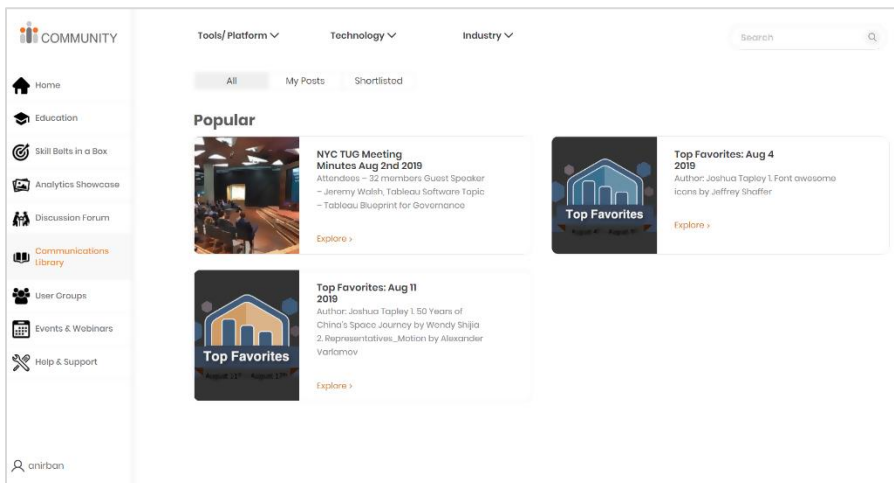 COMMUNITY
Tools/ Platform
Technology
Industry
Search
Home
Education
Skill Belts in a Box
Analytics Showcase
Discussion Forum
Communications
Library
User Groups
Events & Webinars
Help & Support
anirban
All
My Posts
Shortlisted
Popular
NYC TUG Meeting
Minutes Aug 2nd 2019
Attendees – 32 members Guest Speaker
– Jeremy Walsh, Tableau Software Topic
– Tableau Blueprint for Governance
Explore >
Top Favorites
Top Favorites: Aug 4
2019
Author: Joshua Tapley 1. Font awesome
icons by Jeffrey Shaffer
Explore >
Top Favorites
August 11th - August 17th
Top Favorites: Aug 11
2019
Author: Joshua Tapley 1. 50 Years of
China's Space Journey by Wendy Shijia
2. Representatives_Motion by Alexander
Varlamov
Explore >